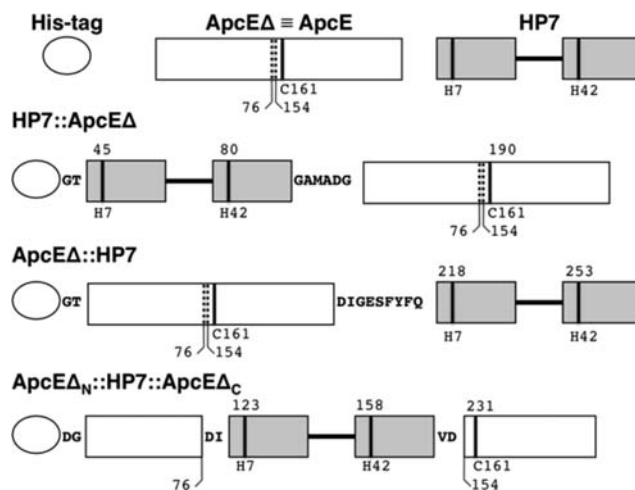 His-tag ApcEΔ ≡ ApcE HP7
C161 H7 H42
76 154
HP7::ApcEΔ
45 80 190
GT GAMADG
H7 H42 C161
76 154
ApcEΔ::HP7
218 253
GT DIGESFYFQ
C161 H7 H42
76 154
ApcEΔN::HP7::ApcEΔC
123 158 231
DG DI VD
H7 H42 C161
76 154